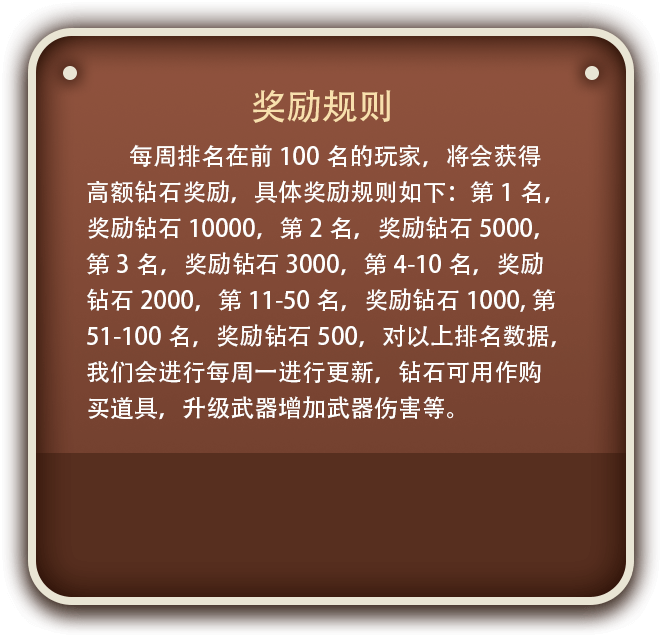 奖励规则
每周排名在前 100 名的玩家，将会获得
高额钻石奖励，具体奖励规则如下：第 1 名，
奖励钻石 10000，第 2 名，奖励钻石 5000，
第 3 名，奖励钻石 3000，第 4-10 名，奖励
钻石 2000，第 11-50 名，奖励钻石 1000, 第
51-100 名，奖励钻石 500，对以上排名数据，
我们会进行每周一进行更新，钻石可用作购
买道具，升级武器增加武器伤害等。